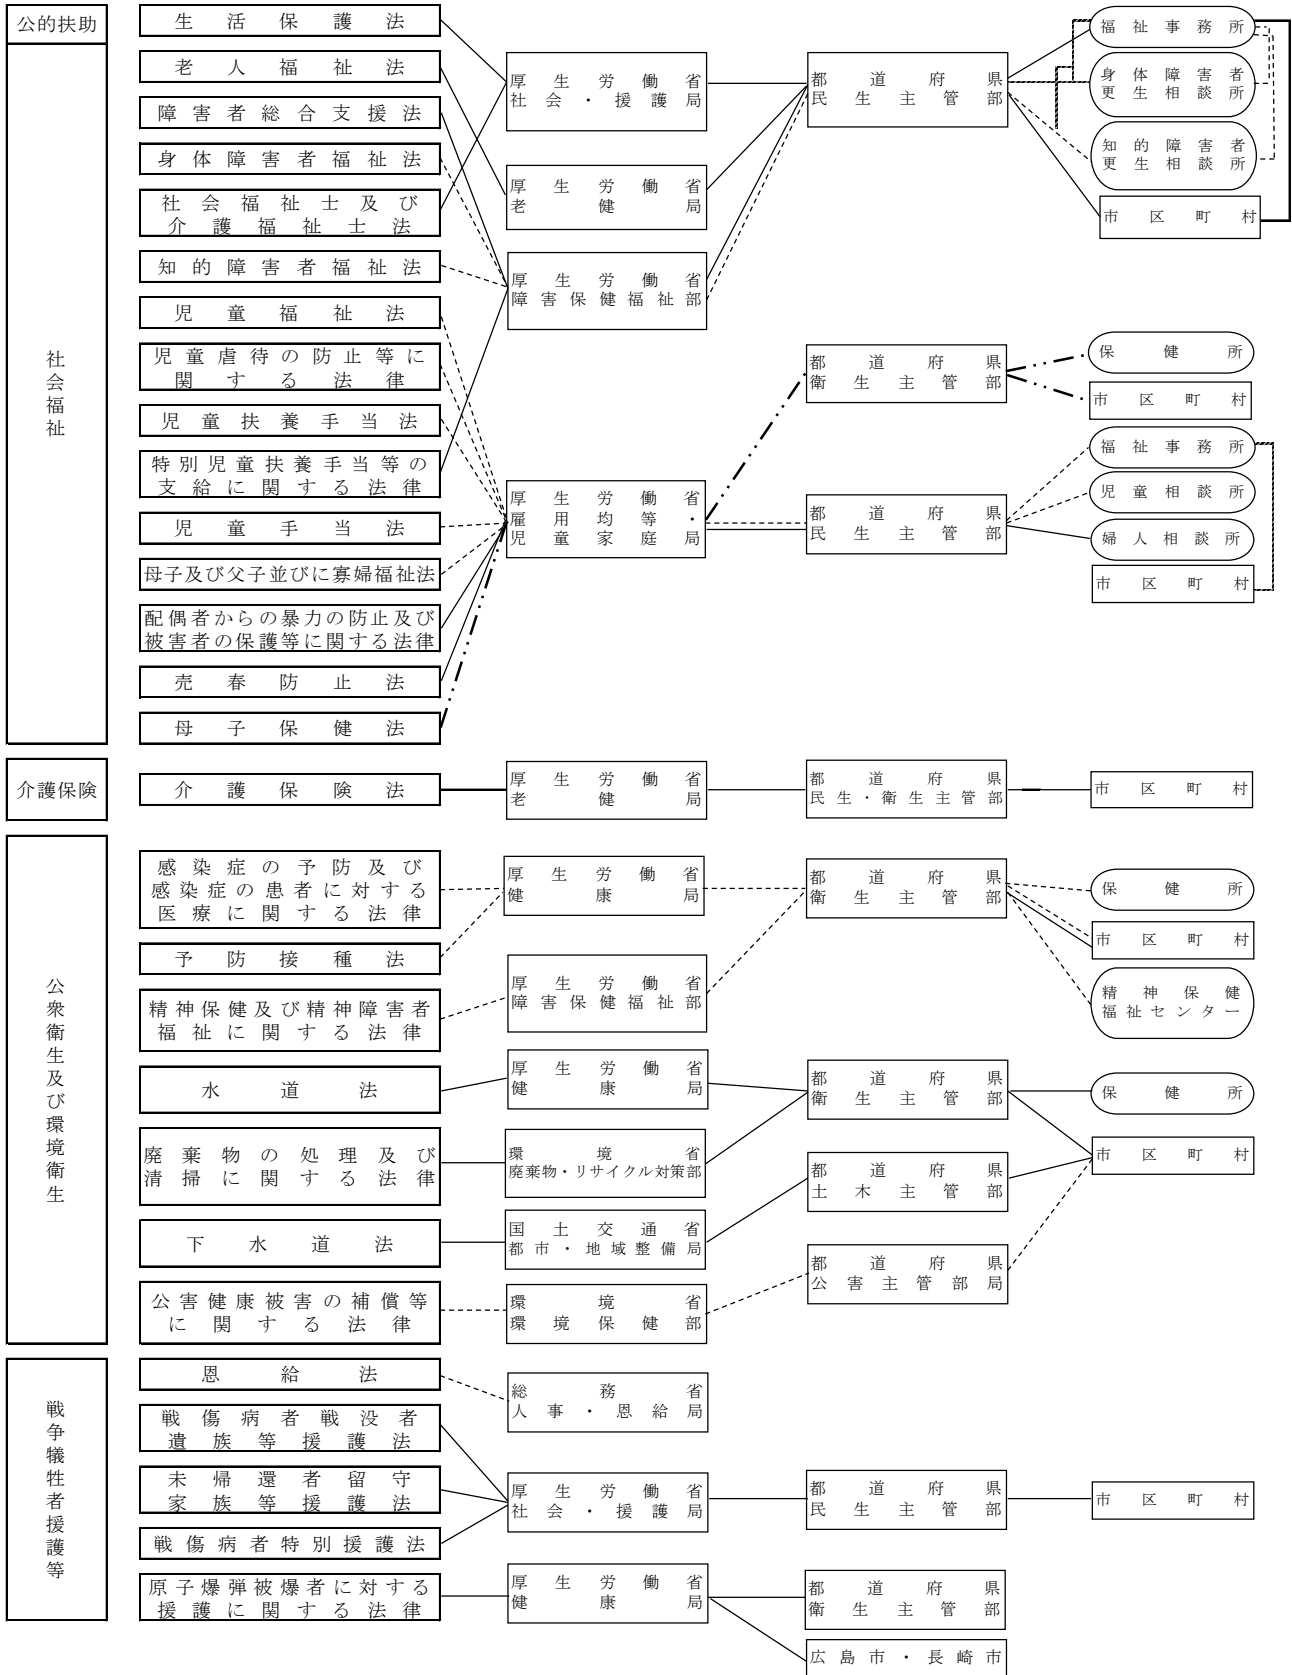 公的扶助
生活保護法
社会福祉
老人福祉法
障害者総合支援法
身体障害者福祉法
社会福祉士及び
介護福祉士法
知的障害者福祉法
児童福祉法
児童虐待の防止等に
関する法律
児童扶養手当法
特別児童扶養手当等の
支給に関する法律
児童手当法
母子及び父子並びに寡婦福祉法
配偶者からの暴力の防止及び
被害者の保護等に関する法律
売春防止法
母子保健法
厚生労働省
社会・援護局
厚生労働省
老健局
厚生労働省
障害保健福祉部
厚生労働省
雇用均等・
児童家庭局
都道府県
民生主管部
都道府県
衛生主管部
都道府県
民生主管部
福祉事務所
身体障害者
更生相談所
知的障害者
更生相談所
市区町村
保健所
市区町村
福祉事務所
児童相談所
婦人相談所
市区町村
介護保険
介護保険法
厚生労働省
老健局
都道府県
民生・衛生主管部
市区町村
公衆衛生及び環境衛生
感染症の予防及び
感染症の患者に対する
医療に関する法律
予防接種法
精神保健及び精神障害者
福祉に関する法律
水道法
廃棄物の処理及び
清掃に関する法律
下水道法
公害健康被害の補償等
に関する法律
厚生労働省
健康局
厚生労働省
障害保健福祉部
厚生労働省
健康局
環境省
廃棄物・リサイクル対策部
国土交通省
都市・地域整備局
環境省
環境保健部
都道府県
衛生主管部
都道府県
衛生主管部
都道府県
土木主管部
都道府県
公害主管部局
保健所
市区町村
精神保健
福祉センター
保健所
市区町村
戦争犠牲者援護等
恩給法
戦傷病者戦没者
遺族等援護法
未帰還者留守
家族等援護法
戦傷病者特別援護法
原子爆弾被爆者に対する
援護に関する法律
総務省
人事・恩給局
厚生労働省
社会・援護局
厚生労働省
健康局
都道府県
民生主管部
都道府県
衛生主管部
広島市・長崎市
市区町村